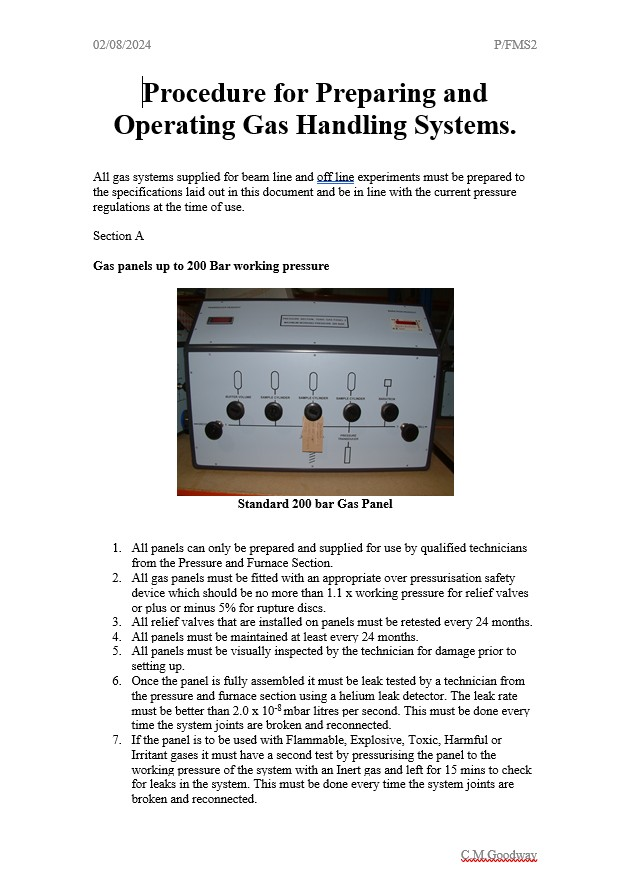 02/08/2024 P/FMS2
Procedure for Preparing and
Operating Gas Handling Systems.
All gas systems supplied for beam line and off line experiments must be prepared to
the specifications laid out in this document and be in line with the current pressure
regulations at the time of use.
Section A
Gas panels up to 200 Bar working pressure
BUFFER VOLUME SAMPLE CYLINDER SAMPLE CYLINDER SAMPLE CYLINDER
PRESSURE
TRANSDUCER
Standard 200 bar Gas Panel
1. All panels can only be prepared and supplied for use by qualified technicians
from the Pressure and Furnace Section.
2. All gas panels must be fitted with an appropriate over pressurisation safety
device which should be no more than 1.1 x working pressure for relief valves
or plus or minus 5% for rupture discs.
3. All relief valves that are installed on panels must be retested every 24 months.
4. All panels must be maintained at least every 24 months.
5. All panels must be visually inspected by the technician for damage prior to
setting up.
6. Once the panel is fully assembled it must be leak tested by a technician from
the pressure and furnace section using a helium leak detector. The leak rate
must be better than 2.0 x 10⁻⁸ mbar litres per second. This must be done every
time the system joints are broken and reconnected.
7. If the panel is to be used with Flammable, Explosive, Toxic, Harmful or
Irritant gases it must have a second test by pressurising the panel to the
working pressure of the system with an Inert gas and left for 15 mins to check
for leaks in the system. This must be done every time the system joints are
broken and reconnected.
C.M.Goodway